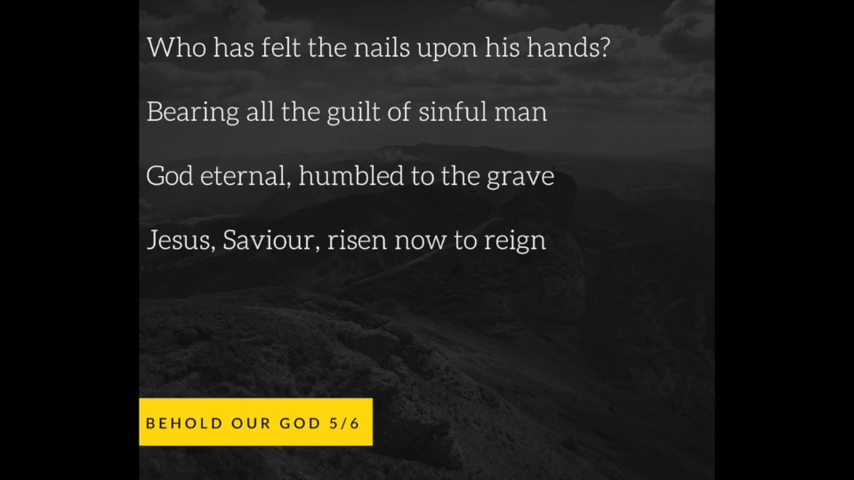 Who has felt the nails upon his hands?
Bearing all the guilt of sinful man
God eternal, humbled to the grave
Jesus, Saviour, risen now to reign
BEHOLD OUR GOD 5/6